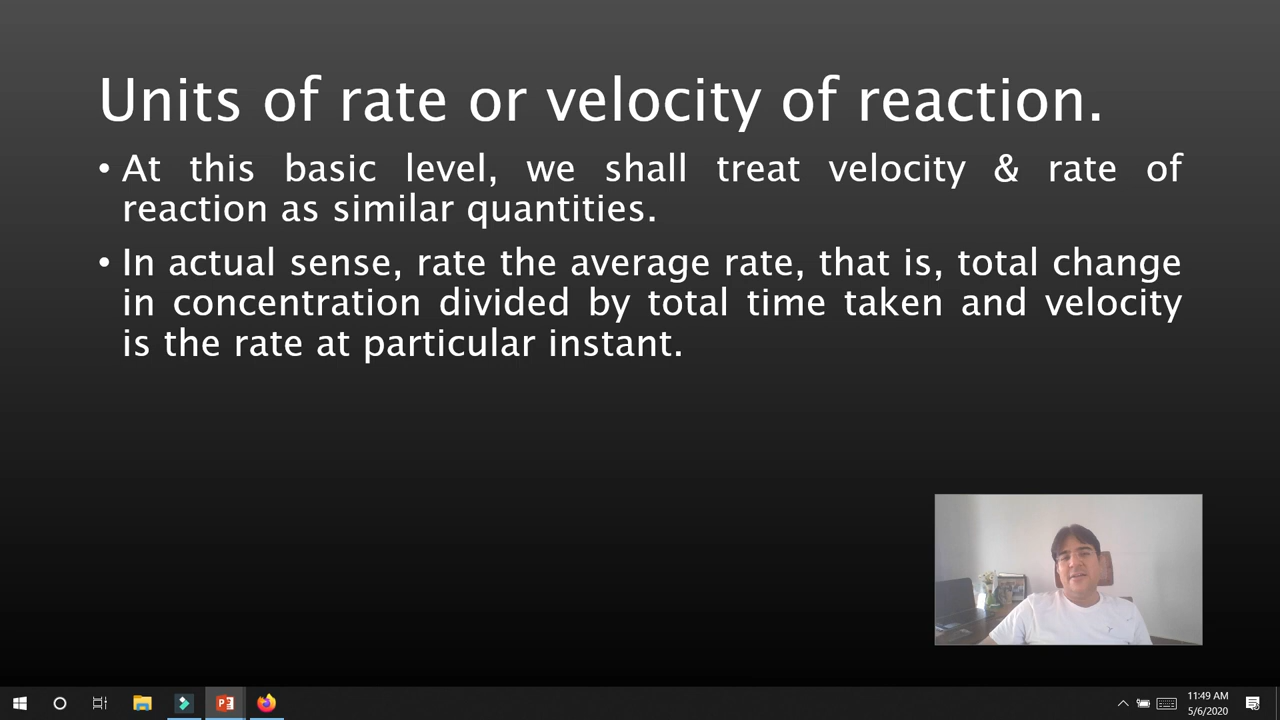 Units of rate or velocity of reaction.
• At this basic level, we shall treat velocity & rate of
reaction as similar quantities.
• In actual sense, rate the average rate, that is, total change
in concentration divided by total time taken and velocity
is the rate at particular instant.
11:49 AM
5/6/2020